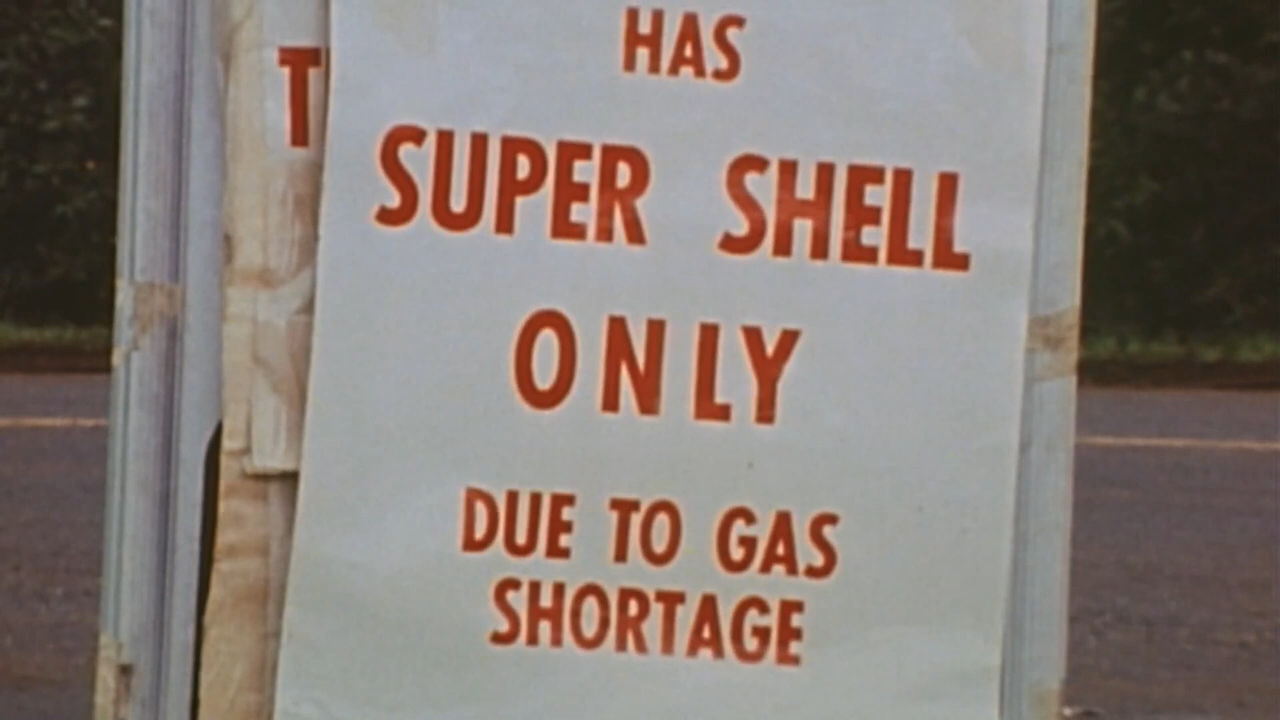 T
HAS
SUPER SHELL
ONLY
DUE TO GAS
SHORTAGE